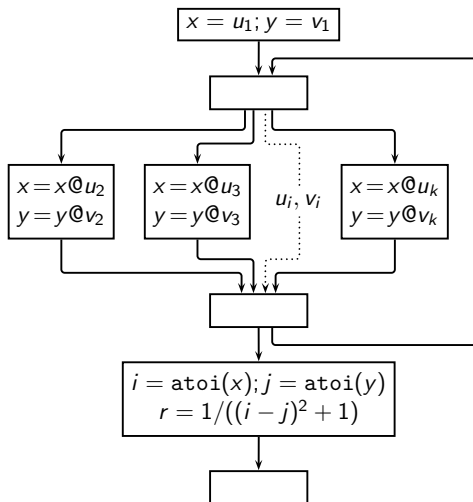 x = u₁; y = v₁
x = x@u₂
y = y@v₂
x = x@u₃
y = y@v₃
uᵢ, vᵢ
x = x@uₖ
y = y@vₖ
i = atoi(x); j = atoi(y)
r = 1/((i − j)² + 1)